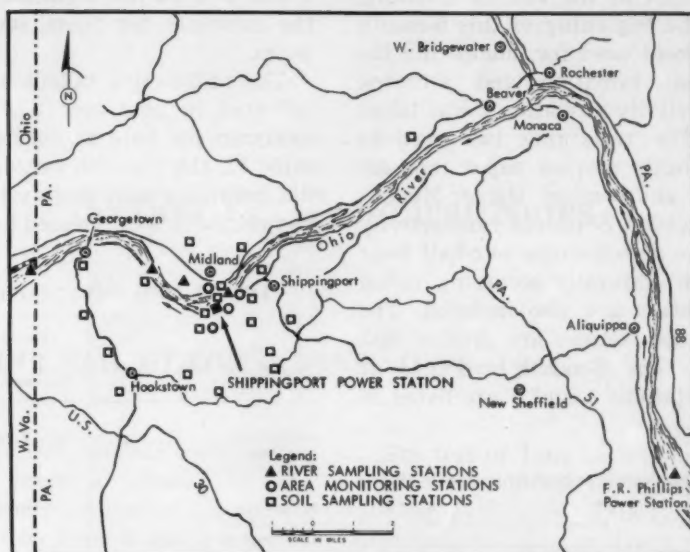 W. Bridgewater
Rochester
Beaver
Monaca
N
Ohio
PA.
Georgetown
Ohio River
Midland
Shippingport
PA.
PA.
88
Aliquippa
SHIPPINGPORT POWER STATION
Hookstown
New Sheffield
51
U.S.
30
W. Va.
PA.
Legend:
RIVER SAMPLING STATIONS
AREA MONITORING STATIONS
SOIL SAMPLING STATIONS
SCALE IN MILES
F.R. Phillips
Power Station